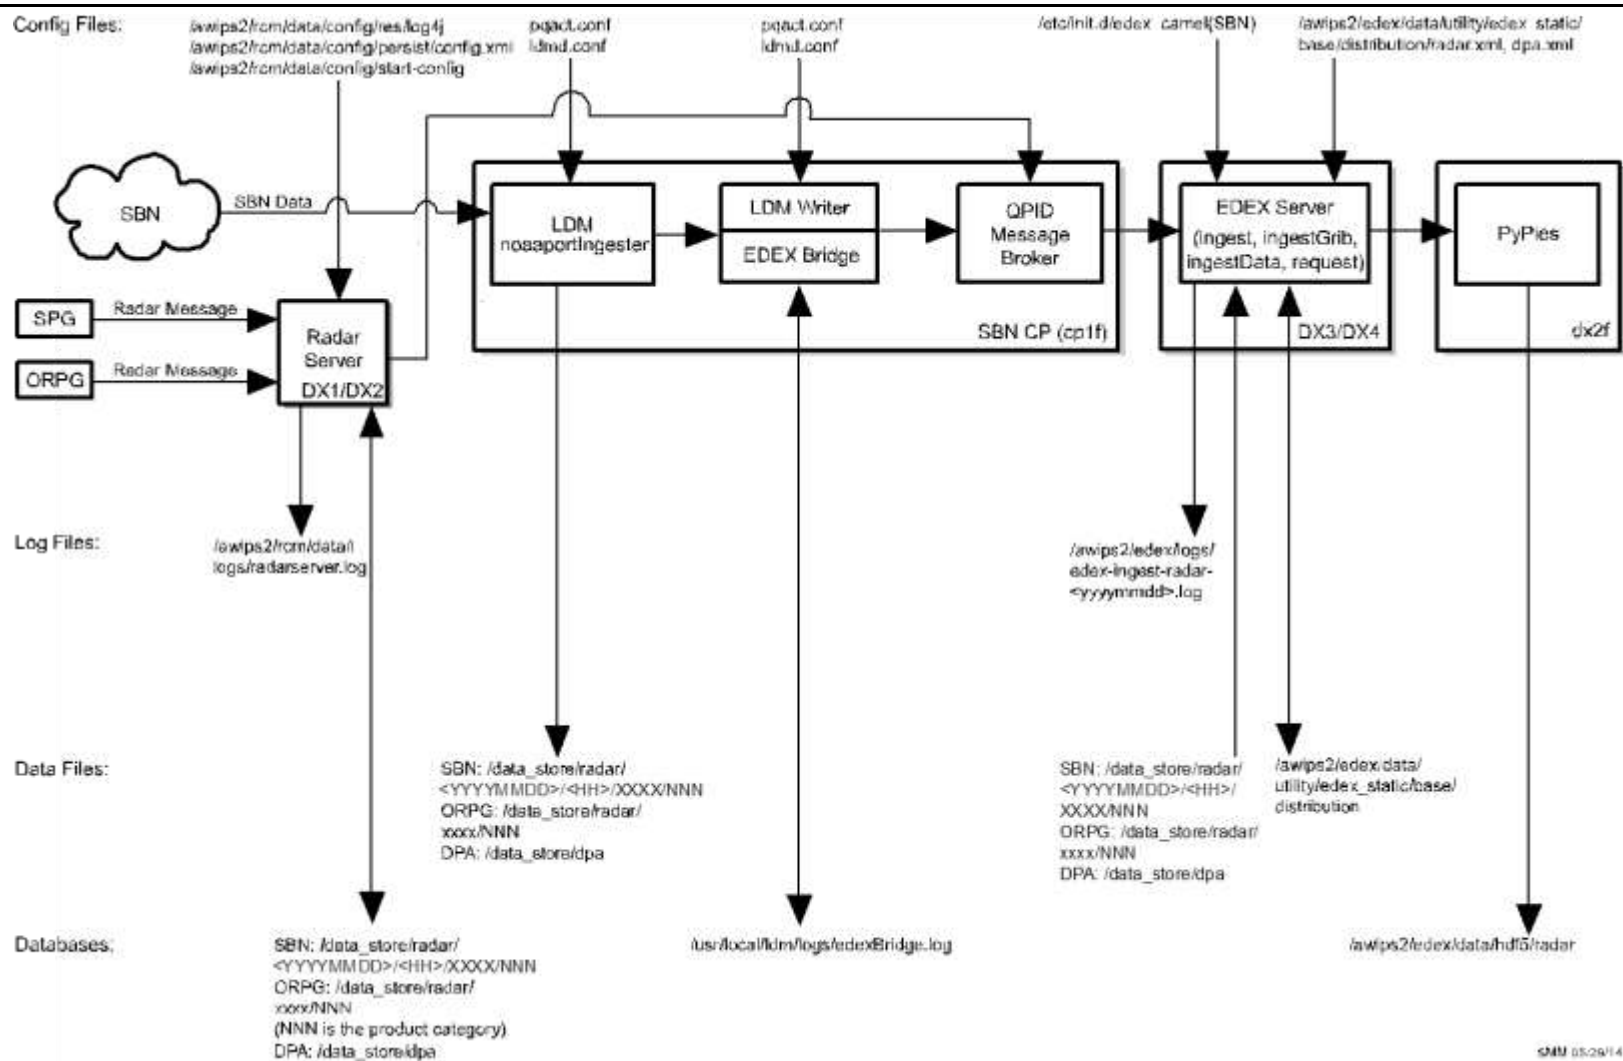 Config Files:
/awips2/rcm/data/config/res/log4j
/awips2/rcm/data/config/persist/config.xml
/awips2/rcm/data/config/start-config
pqact.conf
ldmd.conf
pqact.conf
ldmd.conf
/etc/init.d/edex_camel(SBN)
/awips2/edex/data/utility/edex_static/
base/distribution/radar.xml, dpa.xml
SBN
SBN Data
LDM
noaaportIngester
LDM Writer
EDEX Bridge
QPID
Message
Broker
SBN CP (cp1f)
EDEX Server
(Ingest, ingestGrib,
ingestData, request)
DX3/DX4
PyPies
dx2f
SPG
Radar Message
ORPG
Radar Message
Radar
Server
DX1/DX2
Log Files:
/awips2/rcm/data/
logs/radarserver.log
/awips2/edex/logs/
edex-ingest-radar-
<yyyymmdd>.log
Data Files:
SBN: /data_store/radar/
<YYYYMMDD>/<HH>/XXXX/NNN
ORPG: /data_store/radar/
xxxx/NNN
DPA: /data_store/dpa
SBN: /data_store/radar/
<YYYYMMDD>/<HH>/
XXXX/NNN
ORPG: /data_store/radar/
xxxx/NNN
DPA: /data_store/dpa
/awips2/edex/data/
utility/edex_static/base/
distribution
Databases:
SBN: /data_store/radar/
<YYYYMMDD>/<HH>/XXXX/NNN
ORPG: /data_store/radar/
xxxx/NNN
(NNN is the product category)
DPA: /data_store/dpa
/usr/local/ldm/logs/edexBridge.log
/awips2/edex/data/hdf5/radar